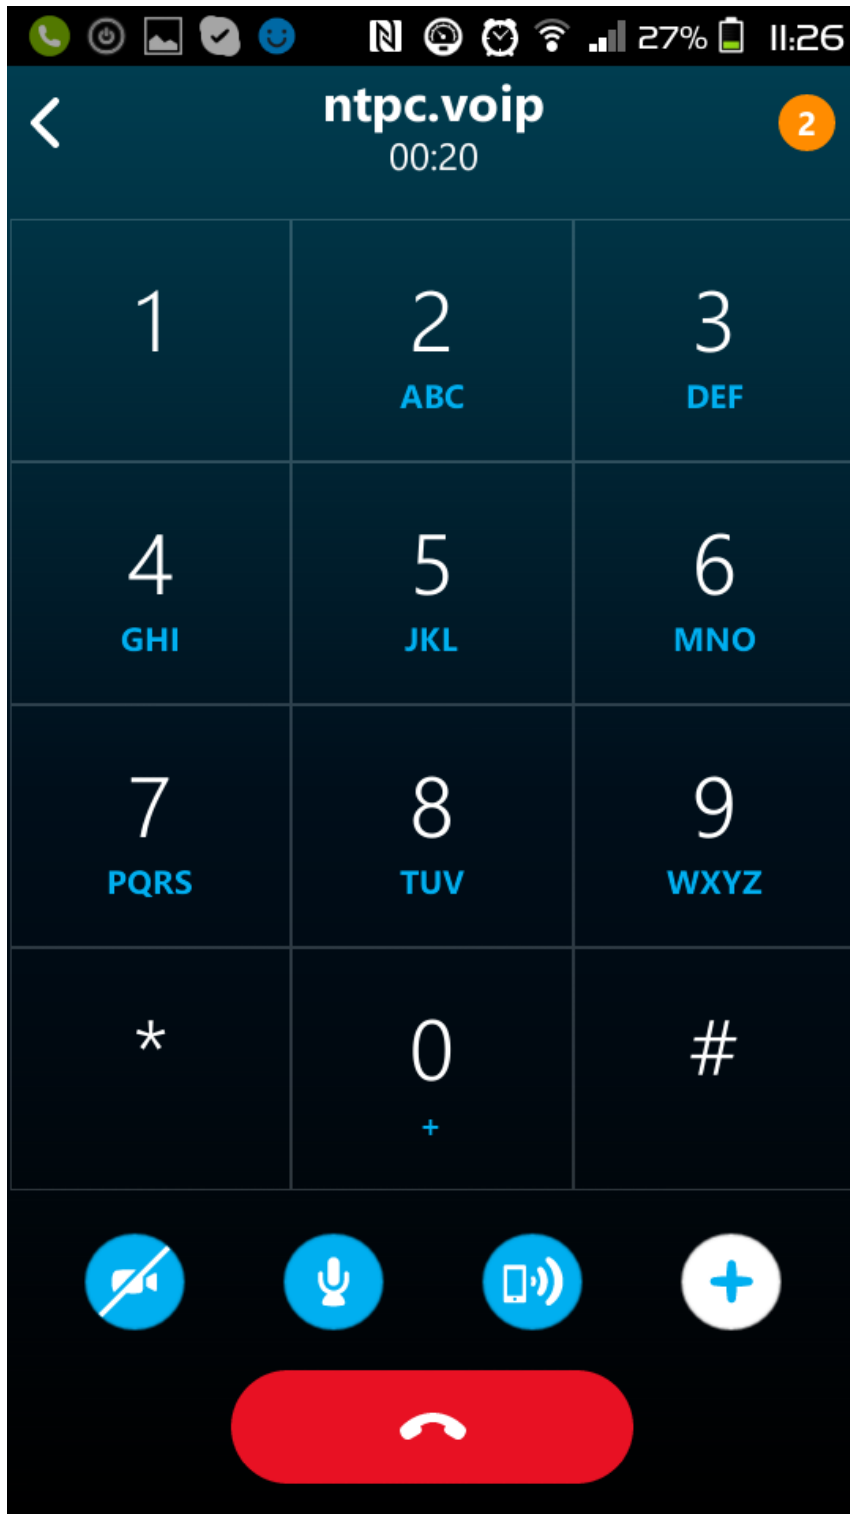 27% 11:26
ntpc.voip
2
00:20
1 2 3
ABC DEF
4 5 6
GHI JKL MNO
7 8 9
PQRS TUV WXYZ
* 0 #
+